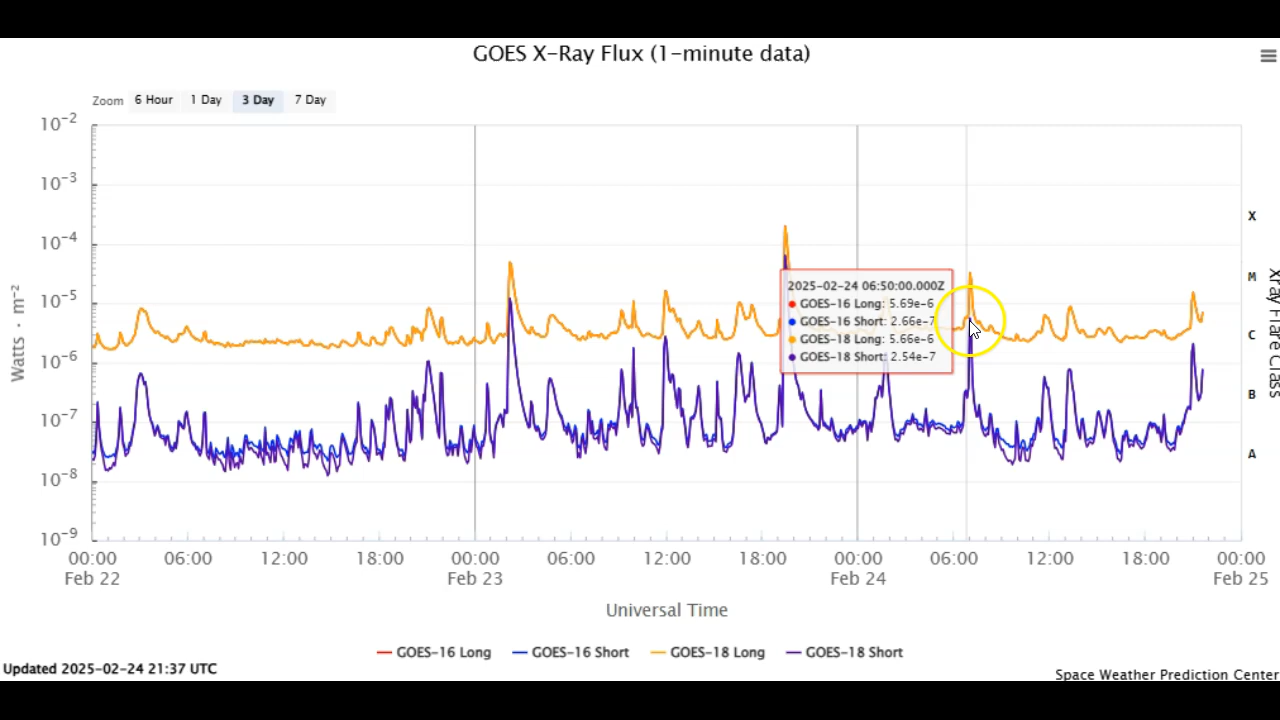 GOES X-Ray Flux (1-minute data)
Zoom 6 Hour 1 Day 3 Day 7 Day
10⁻²
10⁻³
10⁻⁴
10⁻⁵
10⁻⁶
10⁻⁷
10⁻⁸
10⁻⁹
Watts · m⁻²
X
M
C
B
A
Xray Flare Class
2025-02-24 06:50:00.000Z
GOES-16 Long: 5.69e-6
GOES-16 Short: 2.66e-7
GOES-18 Long: 5.66e-6
GOES-18 Short: 2.54e-7
00:00 06:00 12:00 18:00 00:00 06:00 12:00 18:00 00:00 06:00 12:00 18:00 00:00
Feb 22 Feb 23 Feb 24 Feb 25
Universal Time
GOES-16 Long GOES-16 Short GOES-18 Long GOES-18 Short
Updated 2025-02-24 21:37 UTC
Space Weather Prediction Center